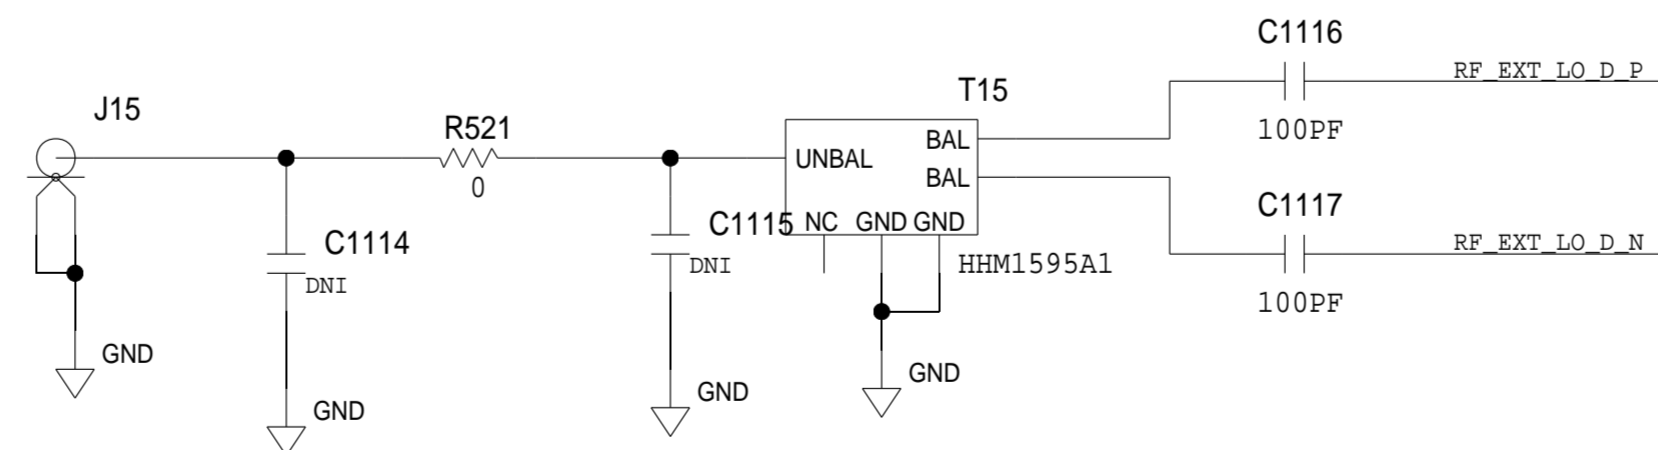 C1116
RF_EXT_LO_D_P
T15
J15
R521
100PF
UNBAL
BAL
0
BAL
C1117
C1115
NC
GND
GND
C1114
RF_EXT_LO_D_N
DNI
HHM1595A1
DNI
100PF
GND
GND
GND
GND